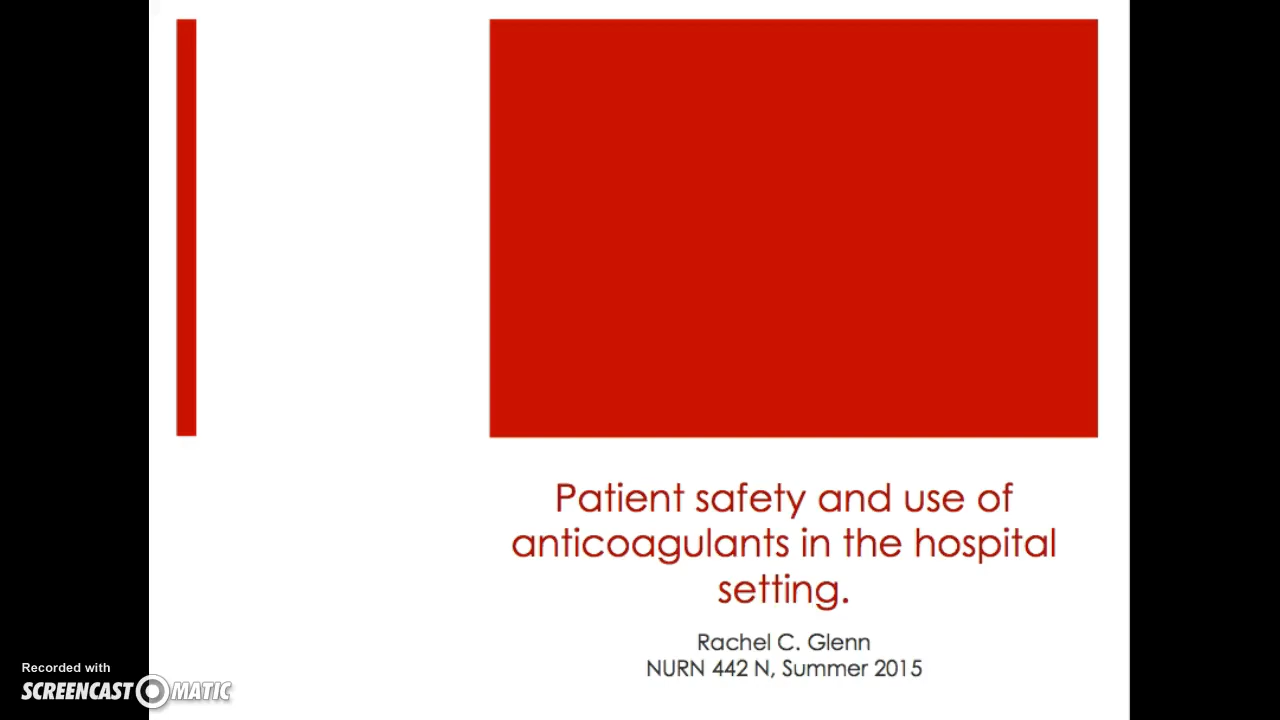 Patient safety and use of
anticoagulants in the hospital
setting.
Rachel C. Glenn
NURN 442 N, Summer 2015
Recorded with
SCREENCAST MATIC